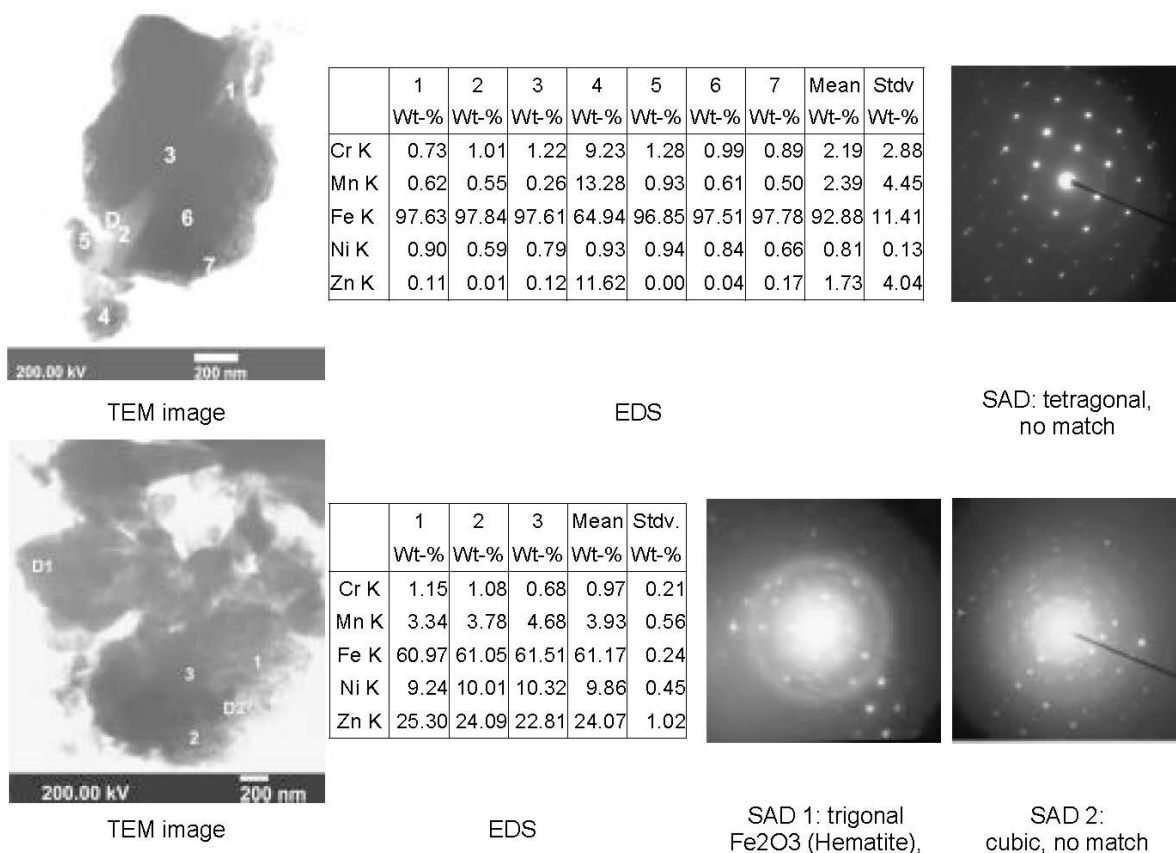 1
3
D
2
6
5
7
4
200.00 kV 200 nm
TEM image
1 2 3 4 5 6 7 Mean Stdv
Wt-% Wt-% Wt-% Wt-% Wt-% Wt-% Wt-% Wt-% Wt-%
Cr K 0.73 1.01 1.22 9.23 1.28 0.99 0.89 2.19 2.88
Mn K 0.62 0.55 0.26 13.28 0.93 0.61 0.50 2.39 4.45
Fe K 97.63 97.84 97.61 64.94 96.85 97.51 97.78 92.88 11.41
Ni K 0.90 0.59 0.79 0.93 0.94 0.84 0.66 0.81 0.13
Zn K 0.11 0.01 0.12 11.62 0.00 0.04 0.17 1.73 4.04
EDS
SAD: tetragonal,
no match
D1
3
1
D2
2
200.00 kV 200 nm
TEM image
1 2 3 Mean Stdv.
Wt-% Wt-% Wt-% Wt-% Wt-%
Cr K 1.15 1.08 0.68 0.97 0.21
Mn K 3.34 3.78 4.68 3.93 0.56
Fe K 60.97 61.05 61.51 61.17 0.24
Ni K 9.24 10.01 10.32 9.86 0.45
Zn K 25.30 24.09 22.81 24.07 1.02
EDS
SAD 1: trigonal
Fe2O3 (Hematite),
SAD 2:
cubic, no match